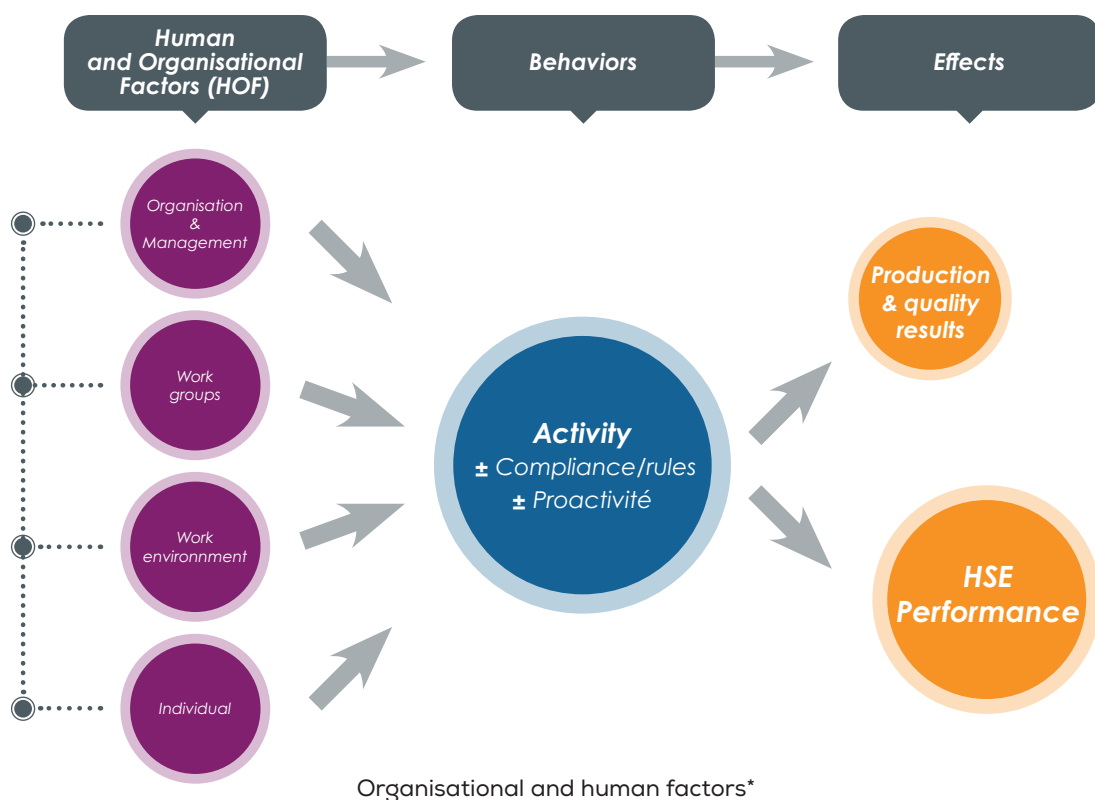 Human
and Organisational
Factors (HOF)
Behaviors
Effects
Organisation
&
Management
Work
groups
Work
environnment
Individual
Activity
± Compliance/rules
± Proactivité
Production
& quality
results
HSE
Performance
Organisational and human factors*